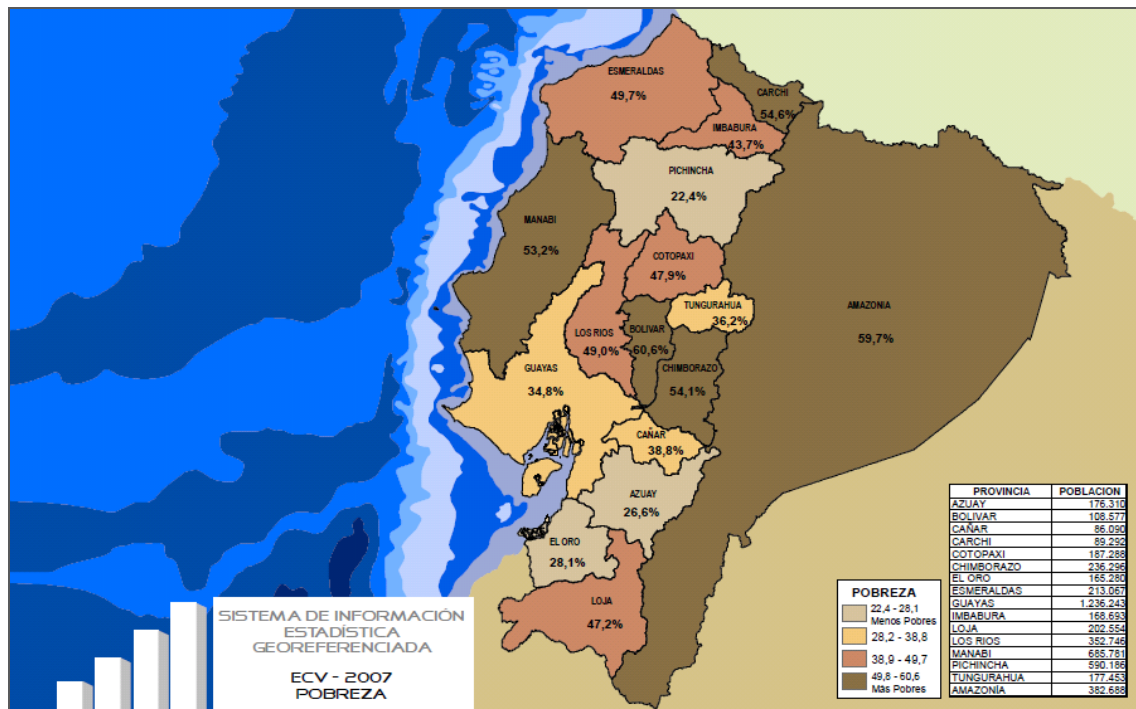 ESMERALDAS
49,7%
CARCHI
54,6%
IMBABURA
43,7%
PICHINCHA
22,4%
MANABI
53,2%
COTOPAXI
47,9%
TUNGURAHUA
36,2%
AMAZONIA
59,7%
LOS RIOS
49,0%
BOLIVAR
60,6%
CHIMBORAZO
54,1%
GUAYAS
34,8%
CAÑAR
38,8%
AZUAY
26,6%
EL ORO
28,1%
LOJA
47,2%
SISTEMA DE INFORMACIÓN
ESTADÍSTICA
GEOREFERENCIADA
ECV - 2007
POBREZA
POBREZA
22,4 - 28,1
Menos Pobres
28,2 - 38,8
38,9 - 49,7
49,8 - 60,6
Más Pobres
PROVINCIA POBLACION
AZUAY 176.310
BOLIVAR 108.577
CAÑAR 86.090
CARCHI 89.292
COTOPAXI 187.288
CHIMBORAZO 236.296
EL ORO 165.280
ESMERALDAS 213.067
GUAYAS 1.236.243
IMBABURA 168.693
LOJA 202.554
LOS RIOS 352.746
MANABI 685.781
PICHINCHA 590.186
TUNGURAHUA 177.453
AMAZONÍA 382.688